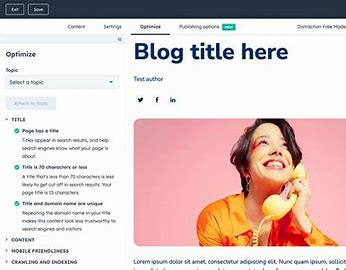 Exit
Save
Content
Settings
Optimize
Publishing options
NEW
Distraction Free Mode
Optimize
Topic
Select a topic
Attach to topic
TITLE
Page has a title
Titles appear in search results, and help
search engines know what your page is
about.
Title is 70 characters or less
A title that's less than 70 characters is less
likely to get cut off in search results. Your
page title is 15 characters.
Title and domain name are unique
Repeating the domain name in your title
makes this content look less trustworthy to
search engines and visitors.
CONTENT
MOBILE FRIENDLINESS
CRAWLING AND INDEXING
Blog title here
Test author
Lorem ipsum dolor sit amet, consectetur adipiscing elit.